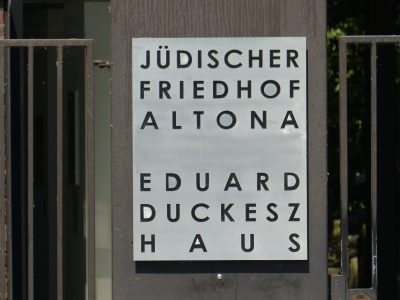 JÜDISCHER
FRIEDHOF
ALTONA
EDUARD
DUCKESZ
HAUS